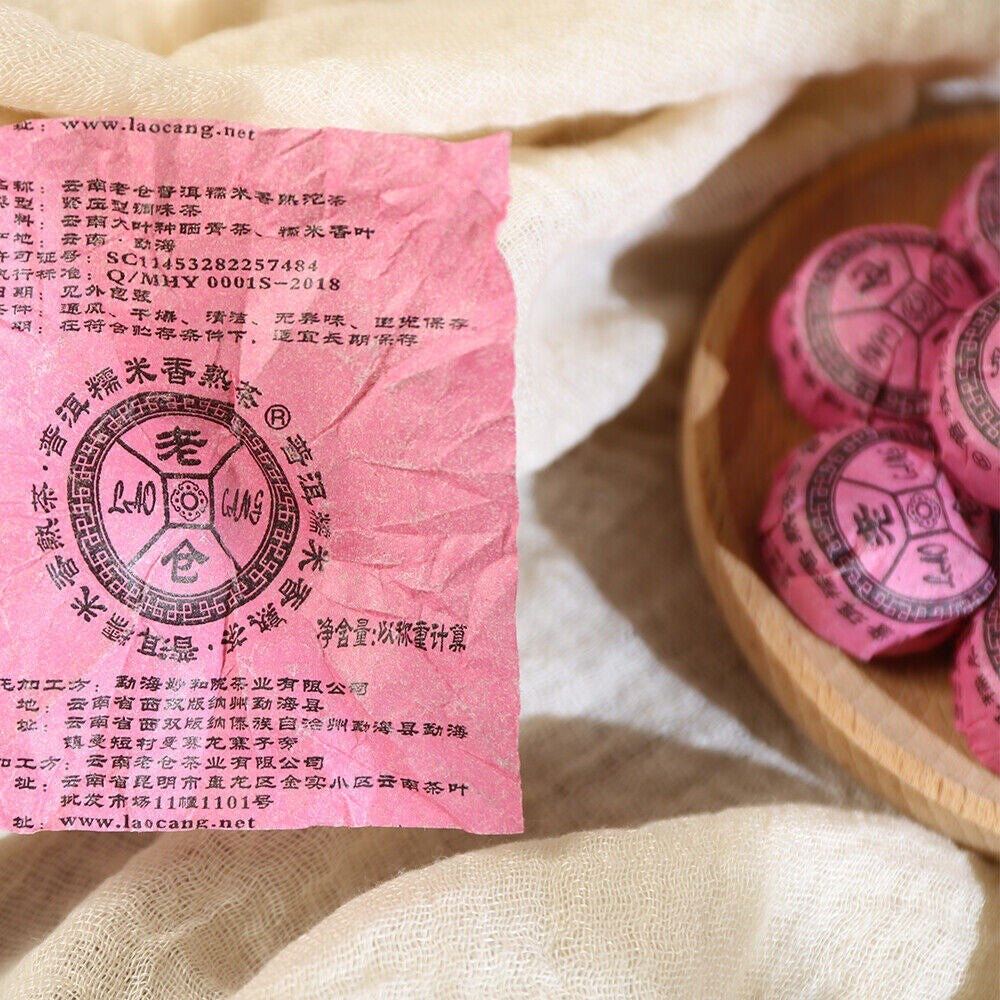 址: www.laocang.net
名称: 云南老仓普洱糯米香熟沱茶
类型: 紧压型调味茶
料: 云南大叶种晒青茶、糯米香叶
产地: 云南·勐海
许可证号: SC11453282257484
执行标准: Q/MHY 0001S-2018
日期: 见外包装
条件: 通风、干燥、清洁、无异味、避光保存.
期: 在符合贮存条件下, 适宜长期保存
·普洱糯米香熟茶® 普洱糯米香熟茶·普洱糯米香熟茶
老
仓
净含量:以称重计算
托加工方: 勐海妙和院茶业有限公司
地: 云南省西双版纳州勐海县
址: 云南省西双版纳傣族自治州勐海县勐海
镇曼短村曼寨龙寨子旁
加工方: 云南老仓茶业有限公司
址: 云南省昆明市盘龙区金实小区云南茶叶
批发市场11幢1101号
址: www.laocang.net
仓
老